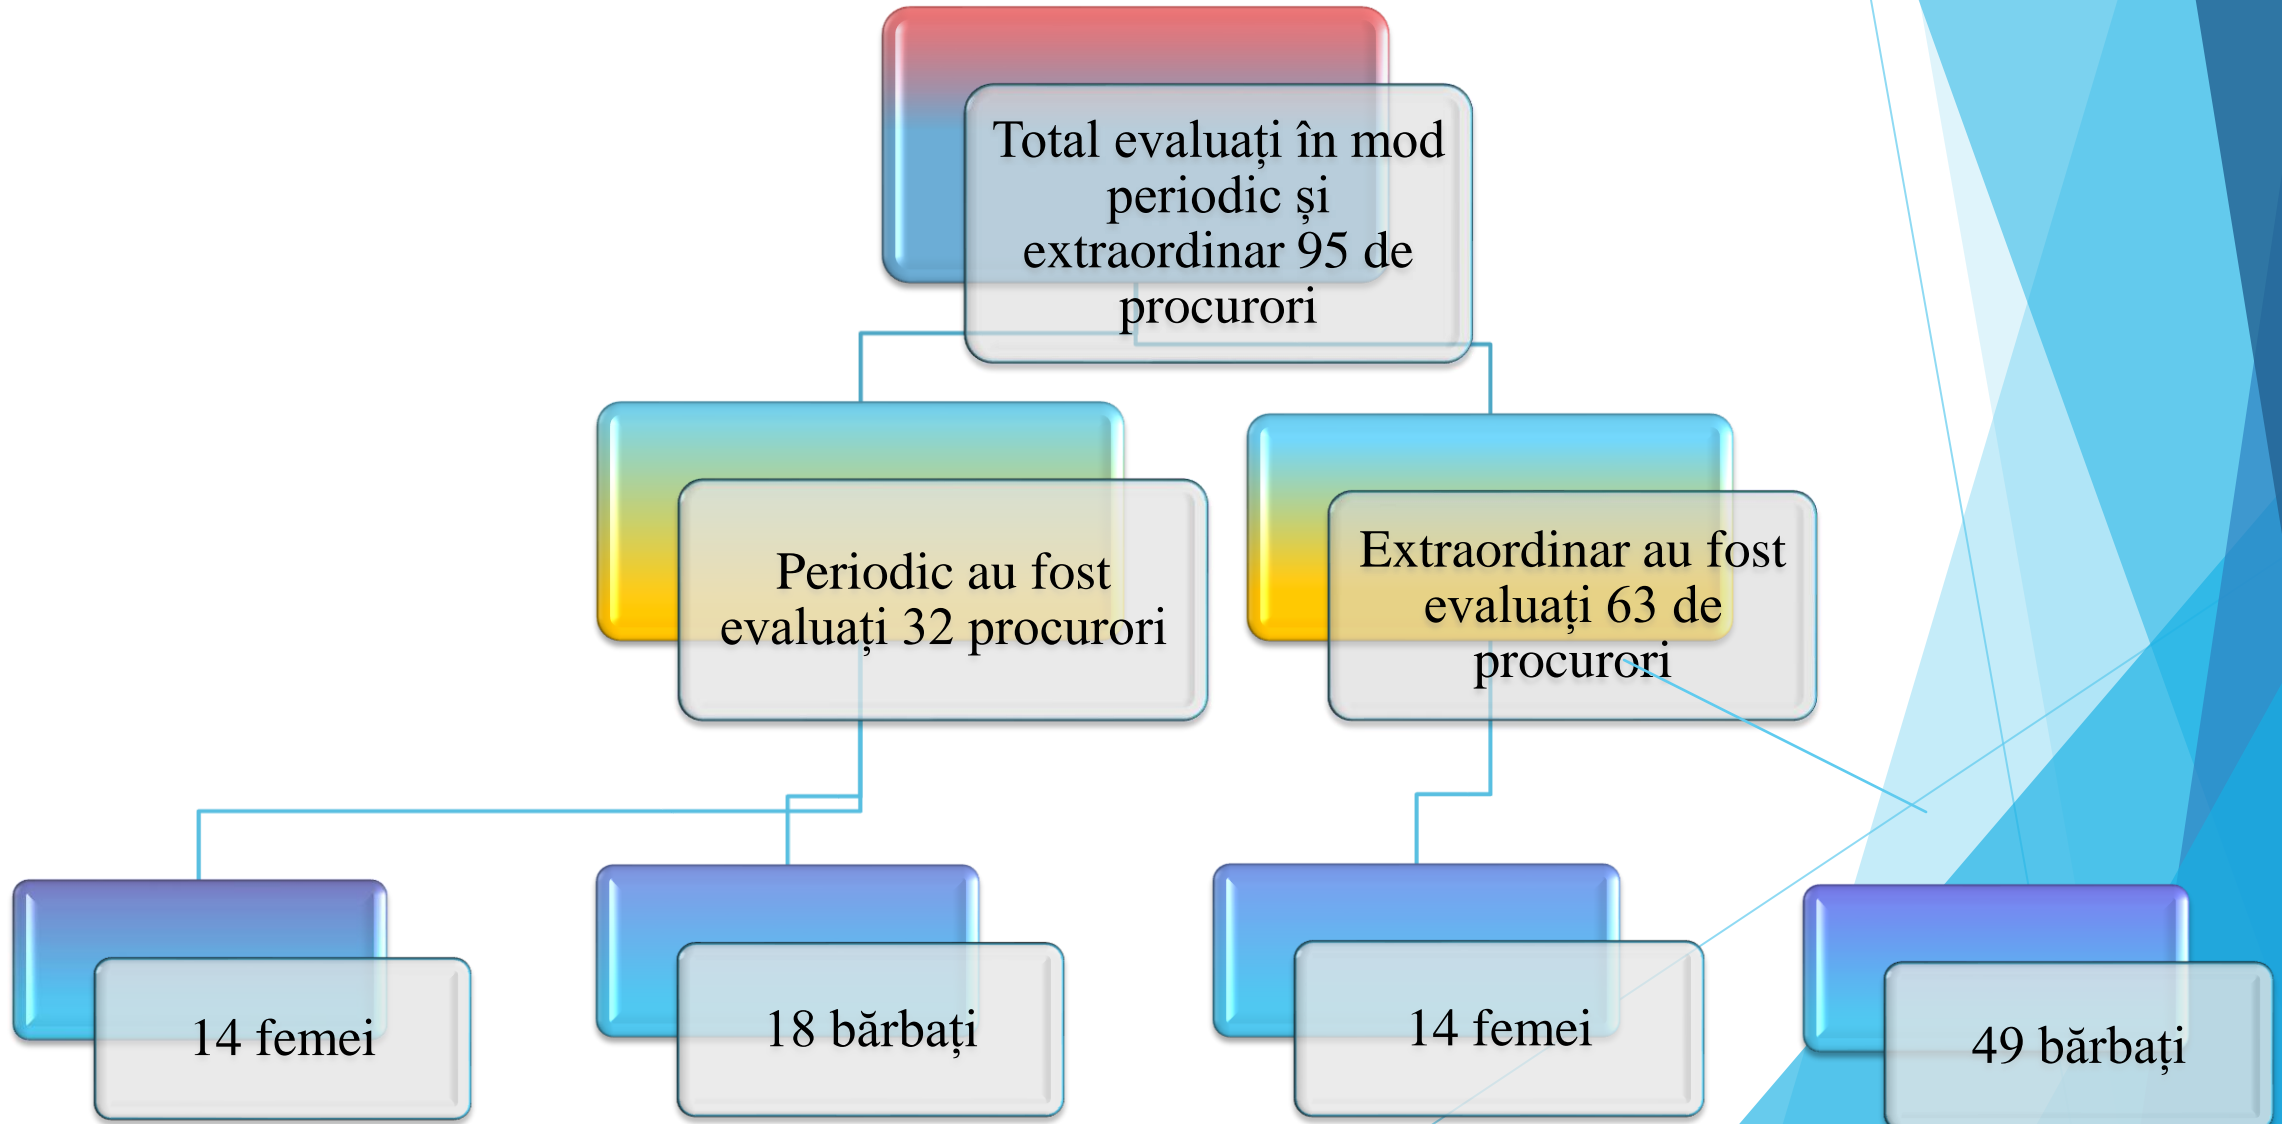 Total evaluați în mod
periodic și
extraordinar 95 de
procurori
Periodic au fost
evaluați 32 procurori
Extraordinar au fost
evaluați 63 de
procurori
14 femei
18 bărbați
14 femei
49 bărbați